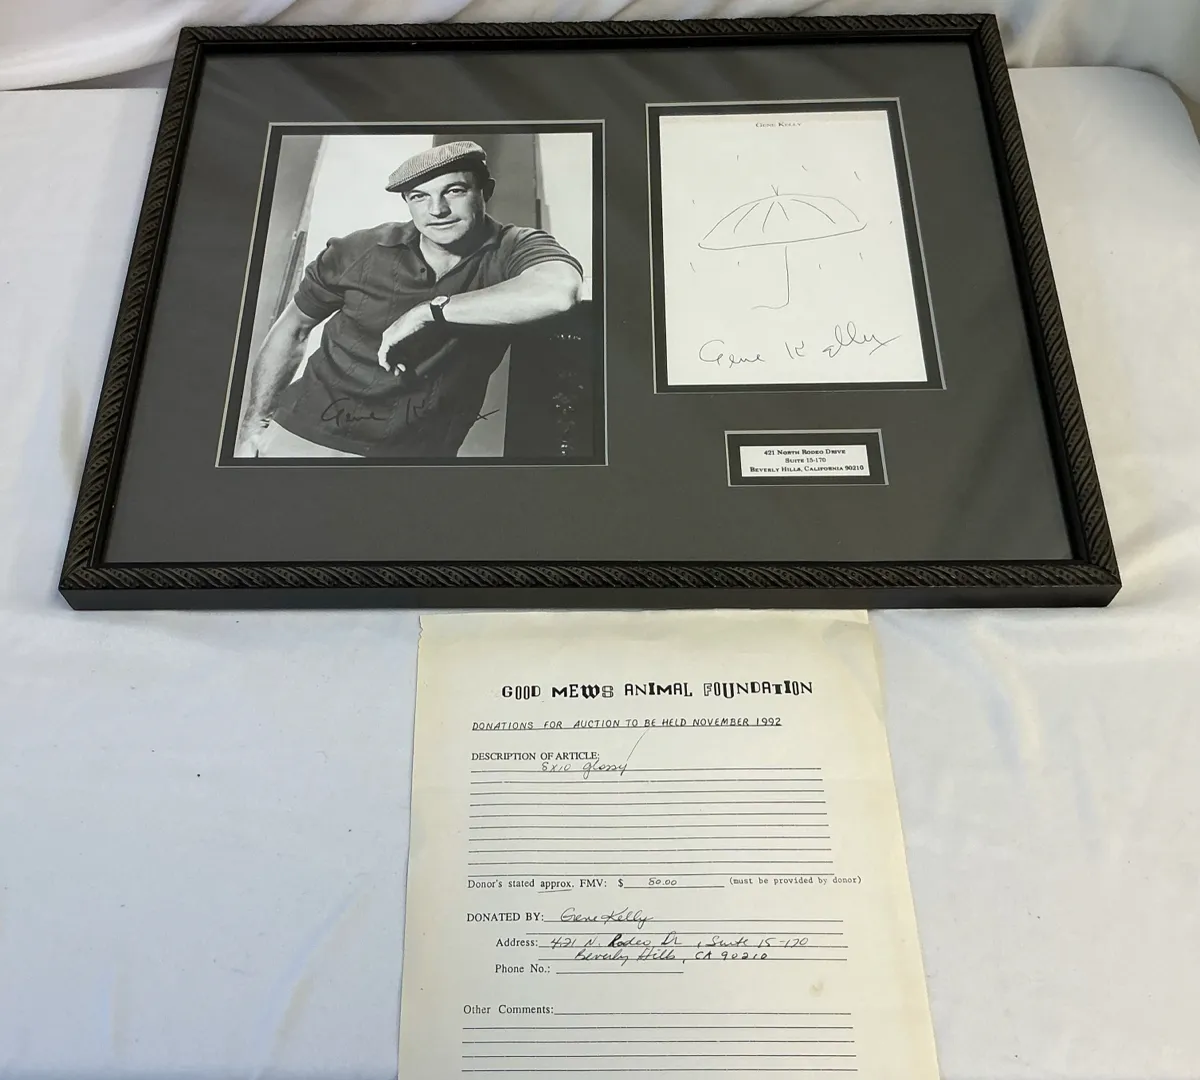 Gene Kelly
Gene Kelly
Gene Kelly
421 North Rodeo Drive
Suite 15-170
Beverly Hills, California 90210
GOOD MEWS ANIMAL FOUNDATION
DONATIONS FOR AUCTION TO BE HELD NOVEMBER 1992
DESCRIPTION OF ARTICLE:
8x10 glossy
Donor's stated approx. FMV: $ 50.00 (must be provided by donor)
DONATED BY: Gene Kelly
Address: 421 N. Rodeo Dr, Suite 15-170
Beverly Hills, CA 90210
Phone No.:
Other Comments: